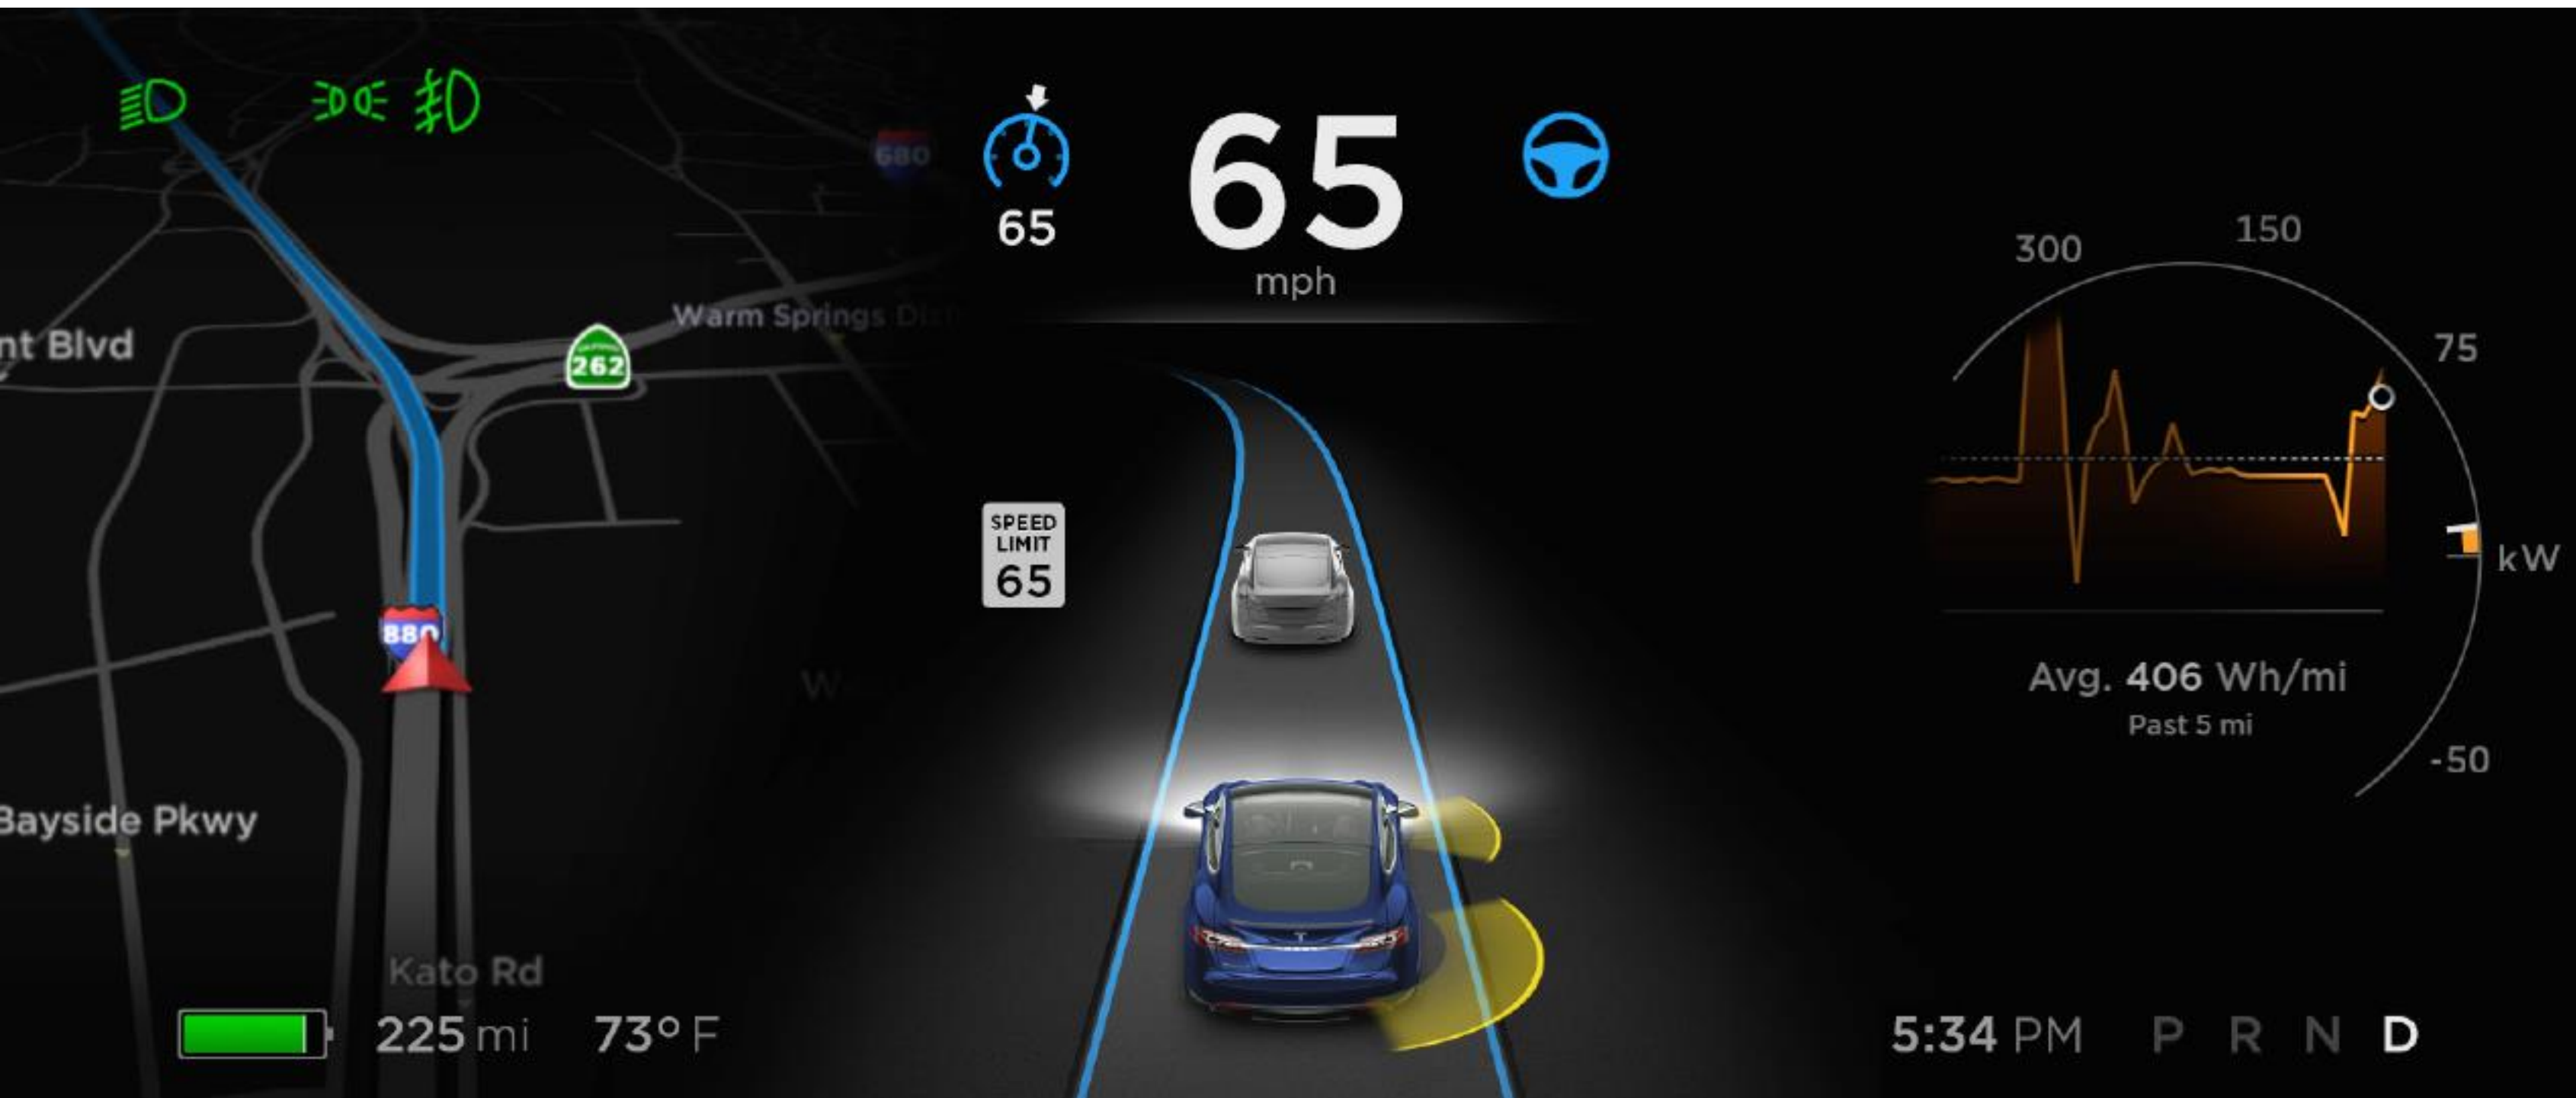 680
nt Blvd
Warm Springs Di
262
880
Bayside Pkwy
Kato Rd
225 mi
73° F
65
65
mph
SPEED
LIMIT
65
300
150
75
kW
-50
Avg. 406 Wh/mi
Past 5 mi
5:34 PM
P R N D